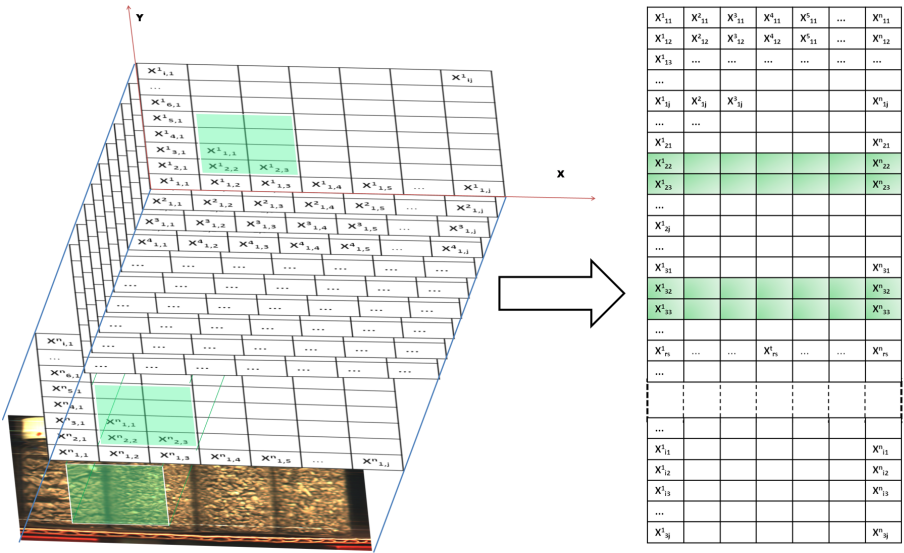 Y
X¹ᵢ,₁ X¹ᵢⱼ
...
X¹₆,₁
X¹₅,₁
X¹₄,₁
X¹₃,₁ X¹₁,₁
X¹₂,₁ X¹₂,₂ X¹₂,₃
X¹₁,₁ X¹₁,₂ X¹₁,₃ X¹₁,₄ X¹₁,₅ ... X¹₁,ⱼ
X
X²₁,₁ X²₁,₂ X²₁,₃ X²₁,₄ X²₁,₅ ... X²₁,ⱼ
X³₁,₁ X³₁,₂ X³₁,₃ X³₁,₄ X³₁,₅ ... X³₁,ⱼ
X⁴₁,₁ X⁴₁,₂ X⁴₁,₃ X⁴₁,₄ X⁴₁,₅ ... X⁴₁,ⱼ
... ... ... ... ... ... ...
... ... ... ... ... ... ...
... ... ... ... ... ... ...
... ... ... ... ... ... ...
... ... ... ... ... ... ...
... ... ... ... ... ... ...
Xⁿᵢ,₁
...
Xⁿ₆,₁
Xⁿ₅,₁
Xⁿ₄,₁
Xⁿ₃,₁ Xⁿ₁,₁
Xⁿ₂,₁ Xⁿ₂,₂ Xⁿ₂,₃
Xⁿ₁,₁ Xⁿ₁,₂ Xⁿ₁,₃ Xⁿ₁,₄ Xⁿ₁,₅ ... Xⁿ₁,ⱼ
X¹₁₁ X²₁₁ X³₁₁ X⁴₁₁ X⁵₁₁ ... Xⁿ₁₁
X¹₁₂ X²₁₂ X³₁₂ X⁴₁₂ X⁵₁₁ ... Xⁿ₁₂
X¹₁₃ ... ... ... ... ... ...
...
X¹₁ⱼ X²₁ⱼ X³₁ⱼ Xⁿ₁ⱼ
... ...
X¹₂₁ Xⁿ₂₁
X¹₂₂ Xⁿ₂₂
X¹₂₃ Xⁿ₂₃
...
X¹₂ⱼ
...
X¹₃₁ Xⁿ₃₁
X¹₃₂ Xⁿ₃₂
X¹₃₃ Xⁿ₃₃
...
X¹ᵣₛ ... ... Xᵗᵣₛ ... ... Xⁿᵣₛ
...
...
X¹ᵢ₁ Xⁿᵢ₁
X¹ᵢ₂ Xⁿᵢ₂
X¹ᵢ₃ Xⁿᵢ₃
...
X¹₃ⱼ Xⁿ₃ⱼ